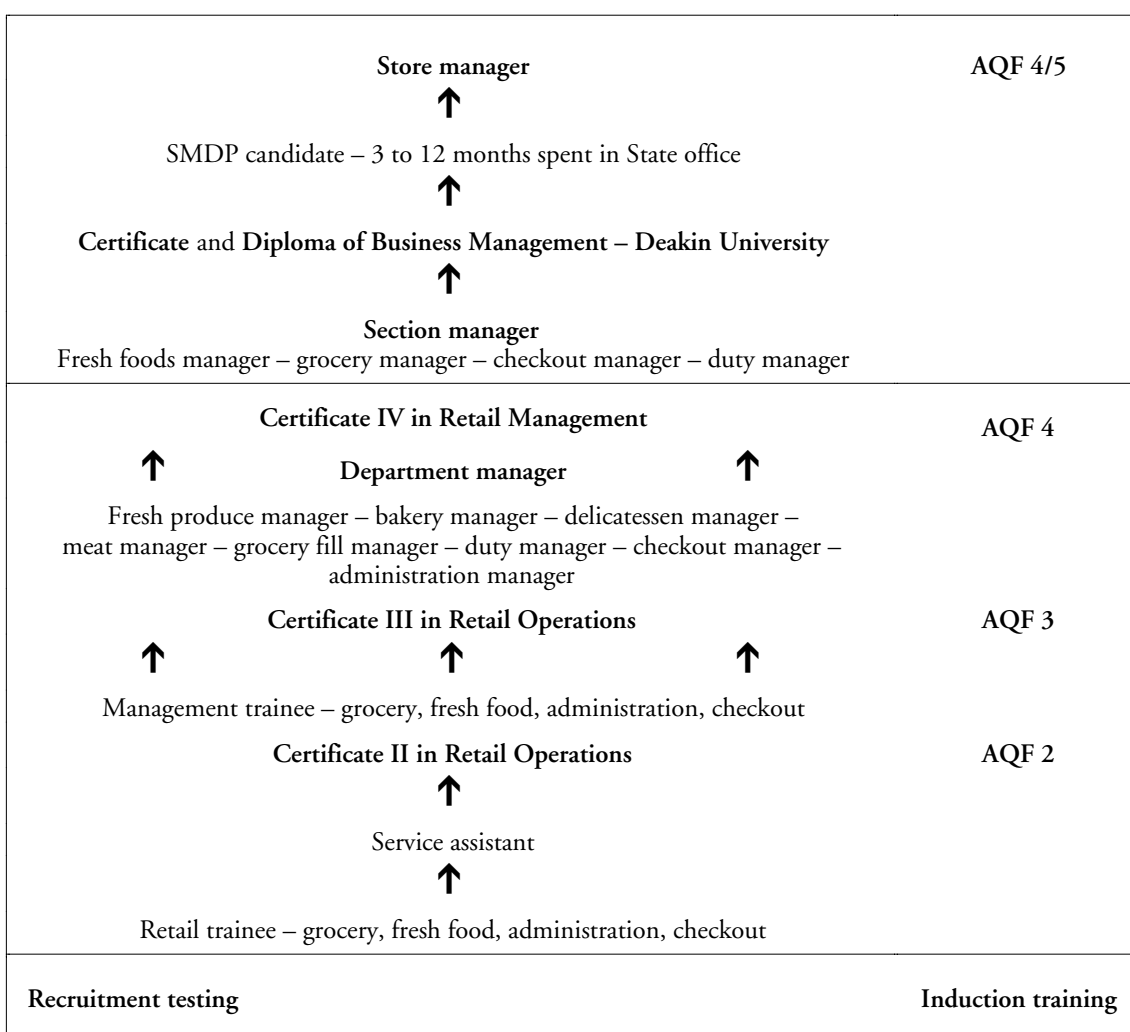 Store manager AQF 4/5
SMDP candidate – 3 to 12 months spent in State office
Certificate and Diploma of Business Management – Deakin University
Section manager
Fresh foods manager – grocery manager – checkout manager – duty manager
Certificate IV in Retail Management AQF 4
Department manager
Fresh produce manager – bakery manager – delicatessen manager –
meat manager – grocery fill manager – duty manager – checkout manager –
administration manager
Certificate III in Retail Operations AQF 3
Management trainee – grocery, fresh food, administration, checkout
Certificate II in Retail Operations AQF 2
Service assistant
Retail trainee – grocery, fresh food, administration, checkout
Recruitment testing Induction training